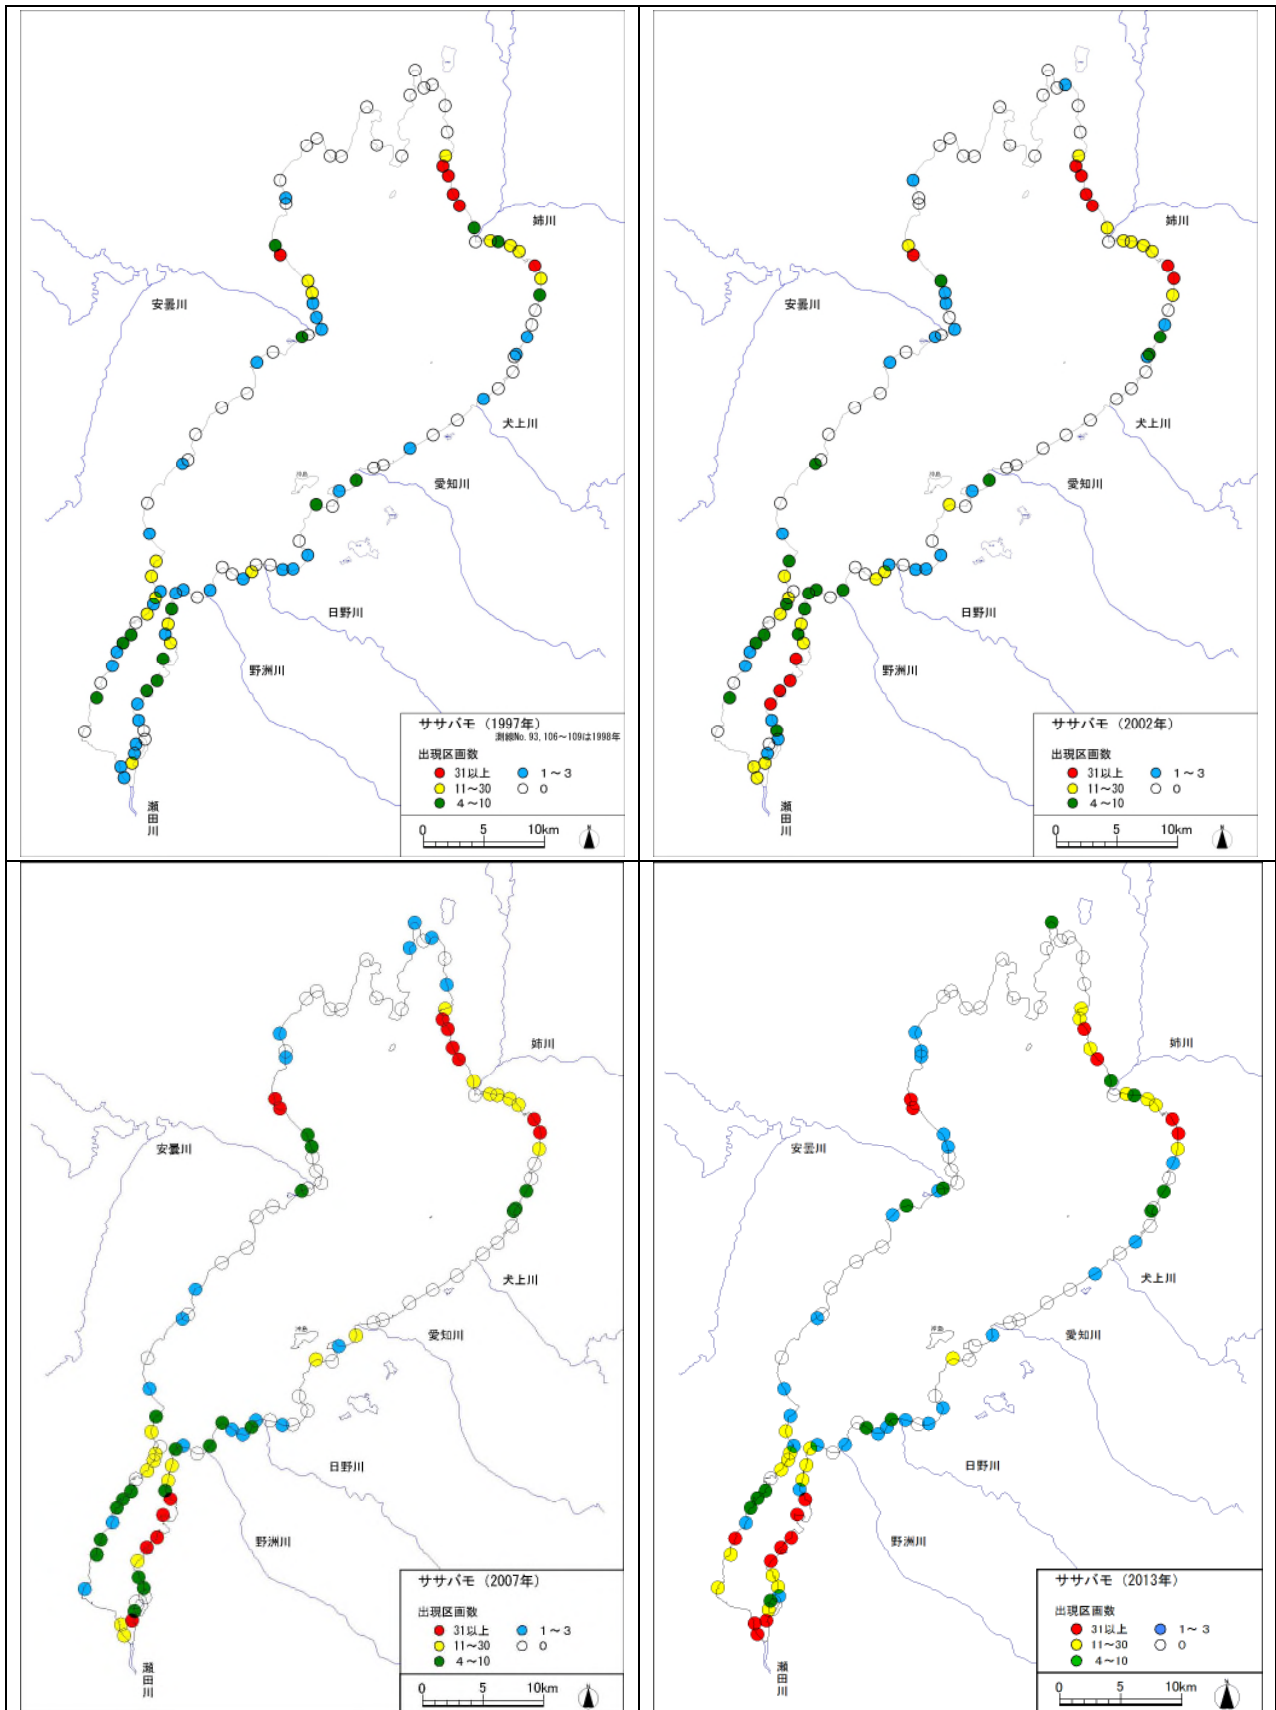 姉川
安曇川
犬上川
沖島
愛知川
日野川
野洲川
瀬田川
ササバモ (1997年)
測線No. 93, 106～109は1998年
出現区画数
31以上 1～3
11～30 0
4～10
0 5 10km
N
姉川
安曇川
犬上川
沖島
愛知川
日野川
野洲川
瀬田川
ササバモ (2002年)
出現区画数
31以上 1～3
11～30 0
4～10
0 5 10km
N
姉川
安曇川
犬上川
沖島
愛知川
日野川
野洲川
瀬田川
ササバモ (2007年)
出現区画数
31以上 1～3
11～30 0
4～10
0 5 10km
N
姉川
安曇川
犬上川
沖島
愛知川
日野川
野洲川
瀬田川
ササバモ (2013年)
出現区画数
31以上 1～3
11～30 0
4～10
0 5 10km
N